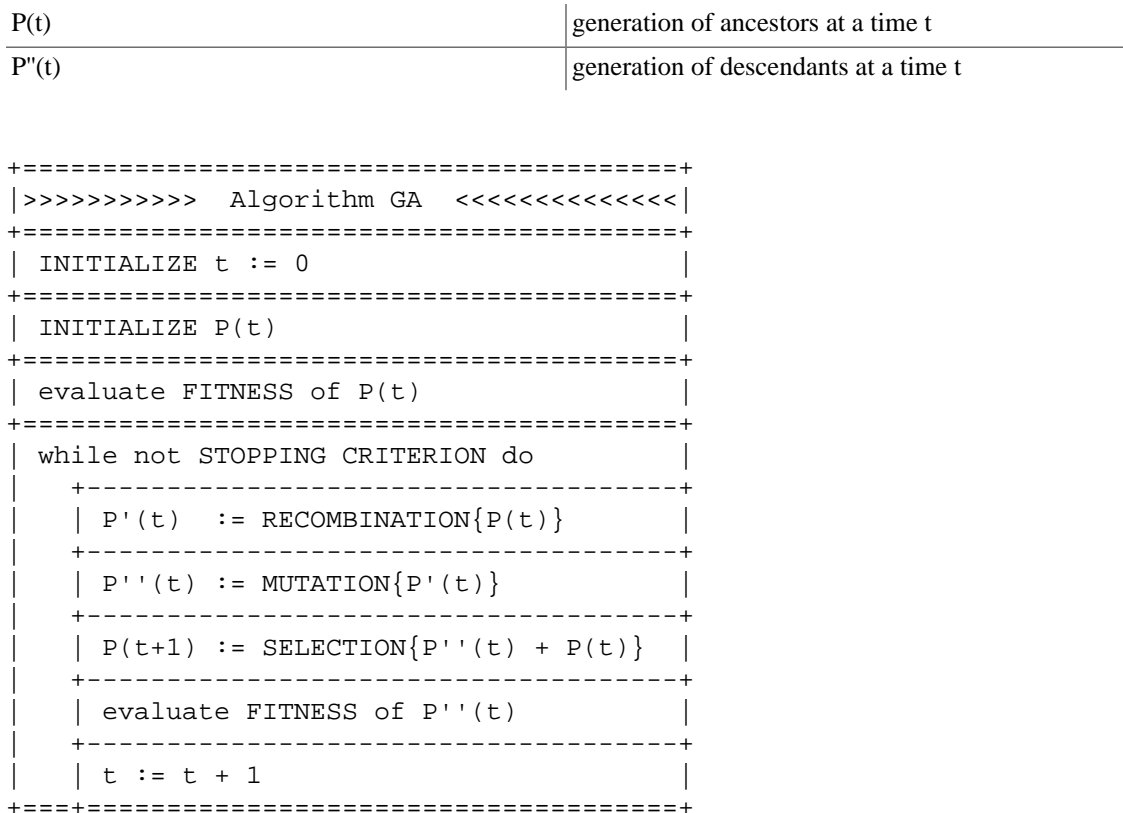 P(t) generation of ancestors at a time t
P''(t) generation of descendants at a time t
+=========================================+
|>>>>>>>>>>>  Algorithm GA  <<<<<<<<<<<<<<|
+=========================================+
| INITIALIZE t := 0                       |
+=========================================+
| INITIALIZE P(t)                         |
+=========================================+
| evaluate FITNESS of P(t)                |
+=========================================+
| while not STOPPING CRITERION do         |
|   +-------------------------------------+
|   | P'(t)  := RECOMBINATION{P(t)}       |
|   +-------------------------------------+
|   | P''(t) := MUTATION{P'(t)}           |
|   +-------------------------------------+
|   | P(t+1) := SELECTION{P''(t) + P(t)}  |
|   +-------------------------------------+
|   | evaluate FITNESS of P''(t)          |
|   +-------------------------------------+
|   | t := t + 1                          |
+===+=====================================+